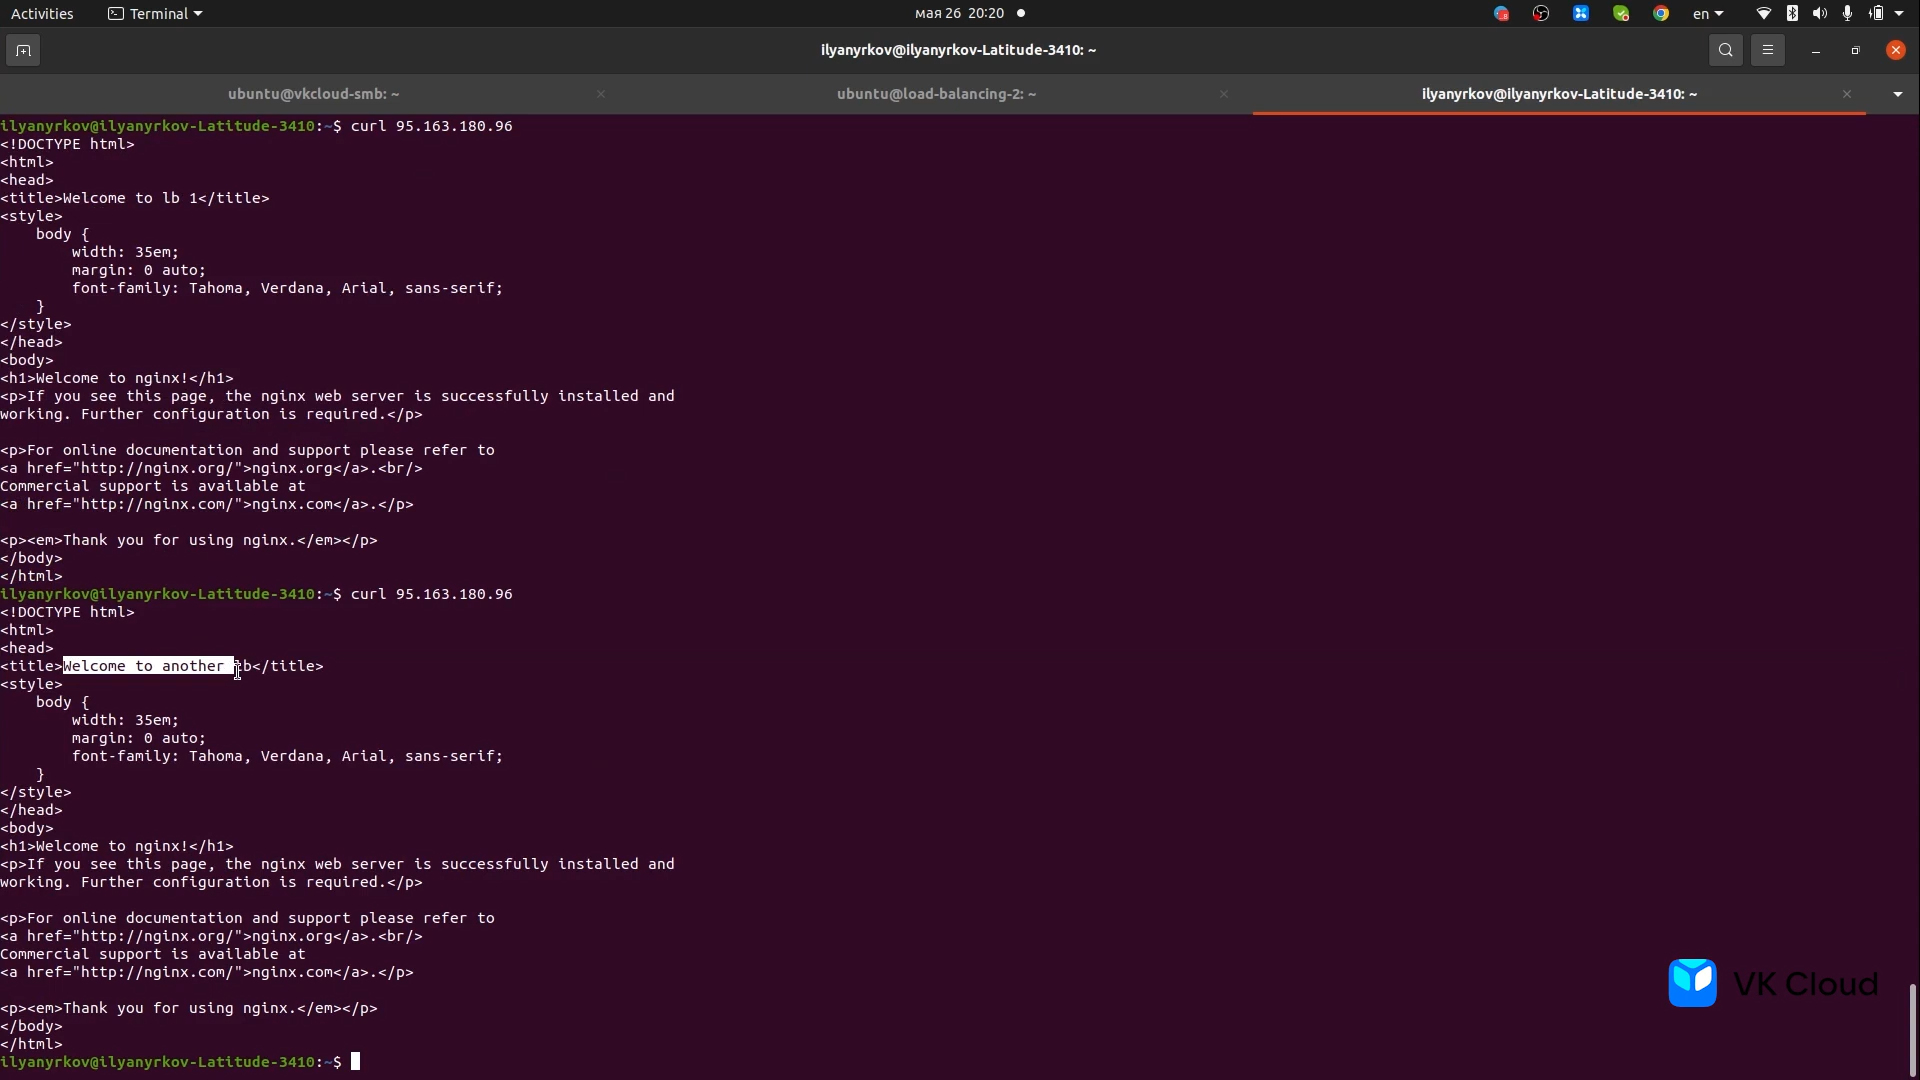 Activities Terminal мая 26 20:20 en
ilyanyrkov@ilyanyrkov-Latitude-3410: ~
ubuntu@vkcloud-smb: ~ ubuntu@load-balancing-2: ~ ilyanyrkov@ilyanyrkov-Latitude-3410: ~
ilyanyrkov@ilyanyrkov-Latitude-3410:~$ curl 95.163.180.96
<!DOCTYPE html>
<html>
<head>
<title>Welcome to lb 1</title>
<style>
    body {
        width: 35em;
        margin: 0 auto;
        font-family: Tahoma, Verdana, Arial, sans-serif;
    }
</style>
</head>
<body>
<h1>Welcome to nginx!</h1>
<p>If you see this page, the nginx web server is successfully installed and
working. Further configuration is required.</p>
<p>For online documentation and support please refer to
<a href="http://nginx.org/">nginx.org</a>.<br/>
Commercial support is available at
<a href="http://nginx.com/">nginx.com</a>.</p>
<p><em>Thank you for using nginx.</em></p>
</body>
</html>
ilyanyrkov@ilyanyrkov-Latitude-3410:~$ curl 95.163.180.96
<!DOCTYPE html>
<html>
<head>
<title>Welcome to another </title>
<style>
    body {
        width: 35em;
        margin: 0 auto;
        font-family: Tahoma, Verdana, Arial, sans-serif;
    }
</style>
</head>
<body>
<h1>Welcome to nginx!</h1>
<p>If you see this page, the nginx web server is successfully installed and
working. Further configuration is required.</p>
<p>For online documentation and support please refer to
<a href="http://nginx.org/">nginx.org</a>.<br/>
Commercial support is available at
<a href="http://nginx.com/">nginx.com</a>.</p>
<p><em>Thank you for using nginx.</em></p>
</body>
</html>
ilyanyrkov@ilyanyrkov-Latitude-3410:~$
VK Cloud